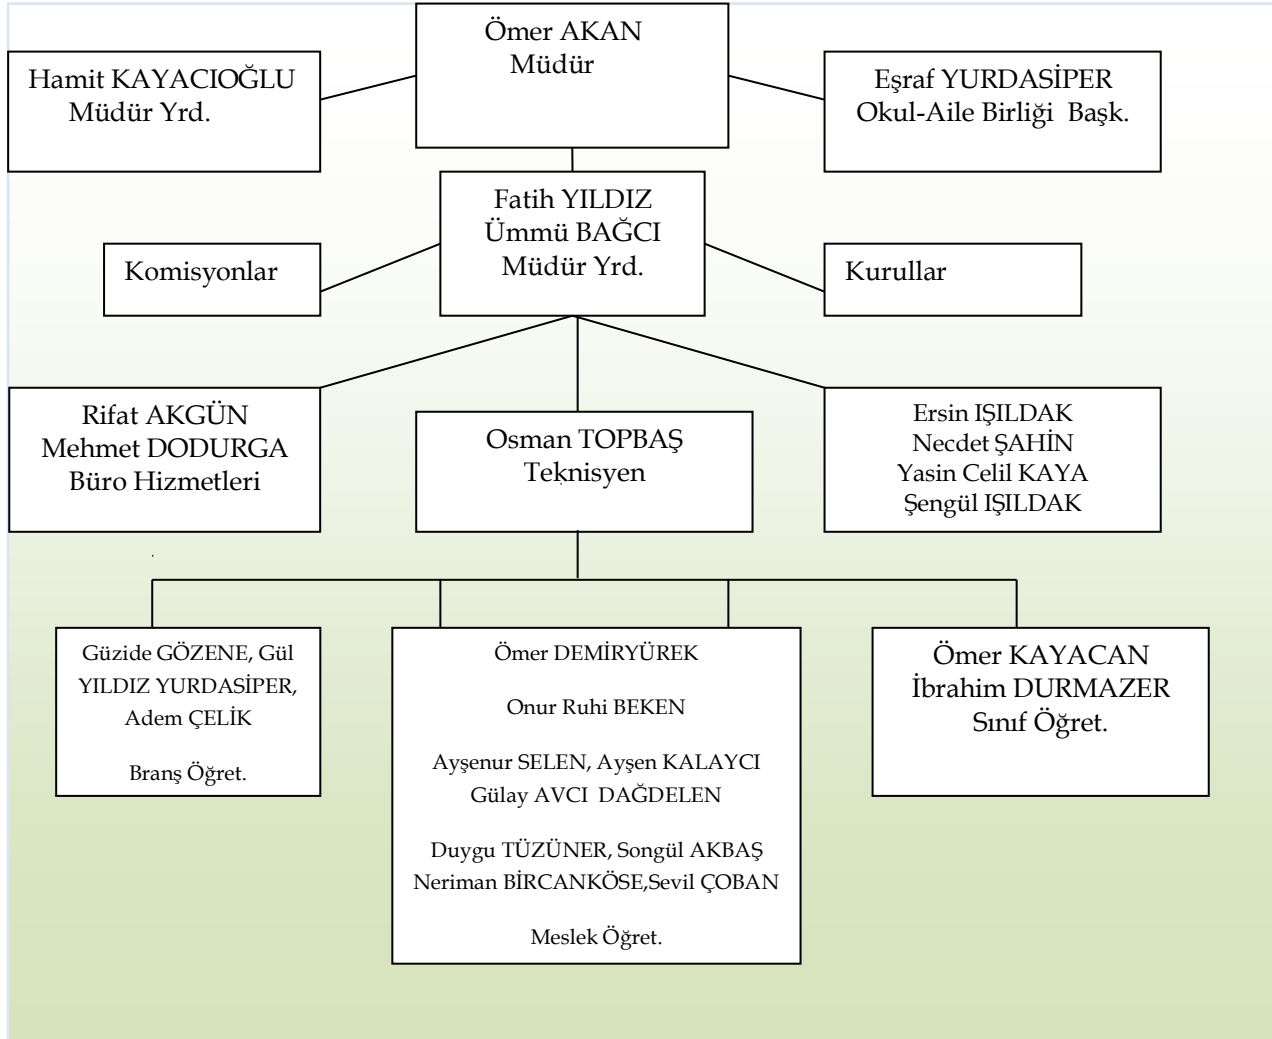 Ömer AKAN
Müdür
Hamit KAYACIOĞLU
Müdür Yrd.
Eşraf YURDASİPER
Okul-Aile Birliği Başk.
Fatih YILDIZ
Ümmü BAĞCI
Müdür Yrd.
Komisyonlar
Kurullar
Rifat AKGÜN
Mehmet DODURGA
Büro Hizmetleri
Osman TOPBAŞ
Teknisyen
Ersin IŞILDAK
Necdet ŞAHİN
Yasin Celil KAYA
Şengül IŞILDAK
Güzide GÖZENE, Gül
YILDIZ YURDASİPER,
Adem ÇELİK
Branş Öğret.
Ömer DEMİRYÜREK
Onur Ruhi BEKEN
Ayşenur SELEN, Ayşen KALAYCI
Gülay AVCI DAĞDELEN
Duygu TÜZÜNER, Songül AKBAŞ
Neriman BİRCANKÖSE,Sevil ÇOBAN
Meslek Öğret.
Ömer KAYACAN
İbrahim DURMAZER
Sınıf Öğret.